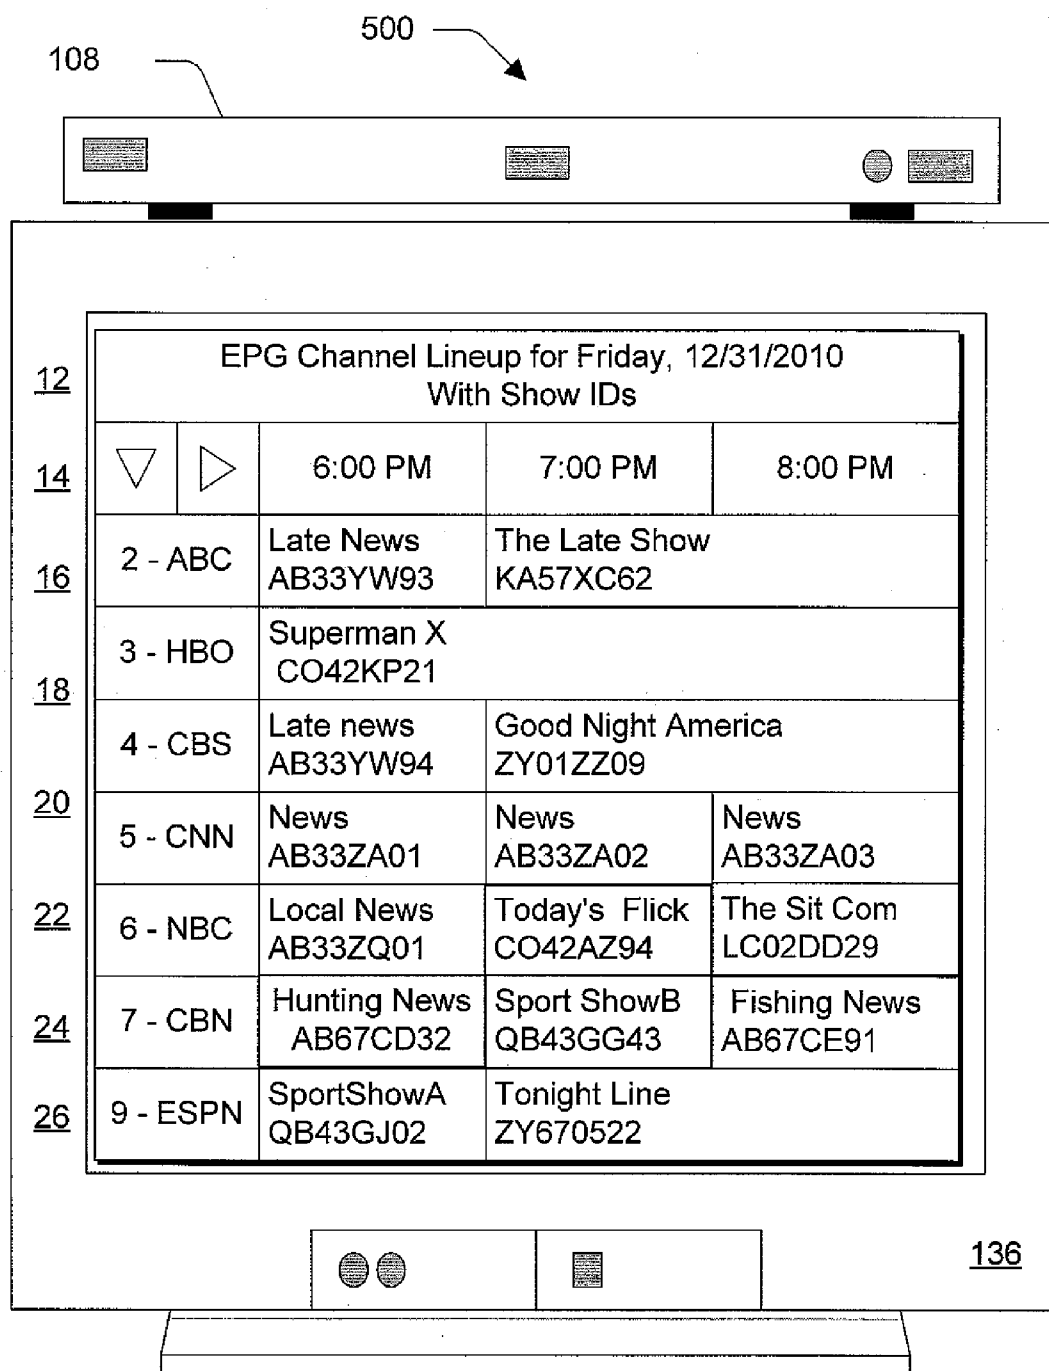 500
108
EPG Channel Lineup for Friday, 12/31/2010
With Show IDs
12
14
6:00 PM
7:00 PM
8:00 PM
16
2 - ABC
Late News
AB33YW93
The Late Show
KA57XC62
3 - HBO
Superman X
CO42KP21
18
4 - CBS
Late news
AB33YW94
Good Night America
ZY01ZZ09
20
5 - CNN
News
AB33ZA01
News
AB33ZA02
News
AB33ZA03
22
6 - NBC
Local News
AB33ZQ01
Today's Flick
CO42AZ94
The Sit Com
LC02DD29
24
7 - CBN
Hunting News
AB67CD32
Sport ShowB
QB43GG43
Fishing News
AB67CE91
26
9 - ESPN
SportShowA
QB43GJ02
Tonight Line
ZY670522
136